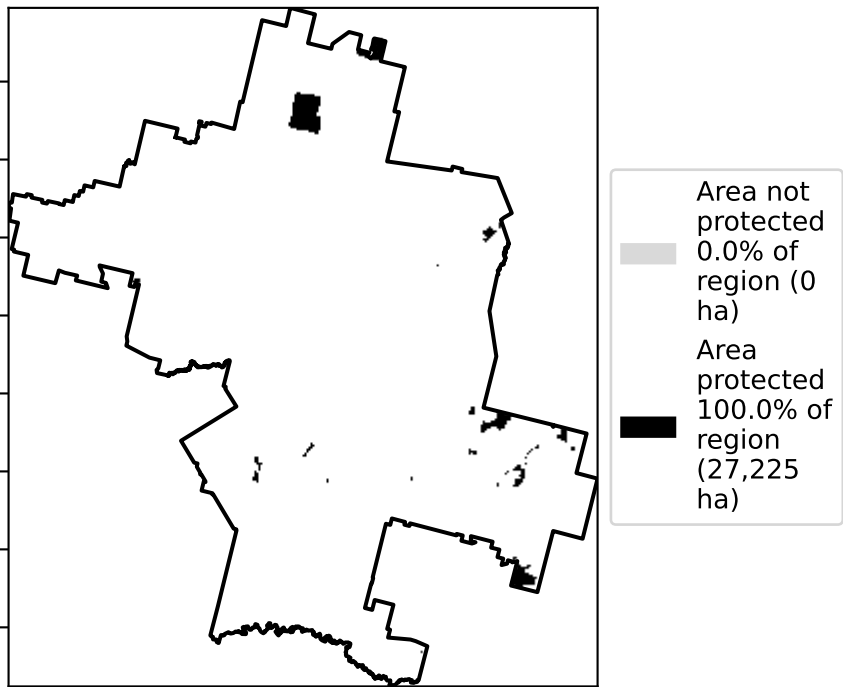 Area not
protected
0.0% of
region (0
ha)
Area
protected
100.0% of
region
(27,225
ha)